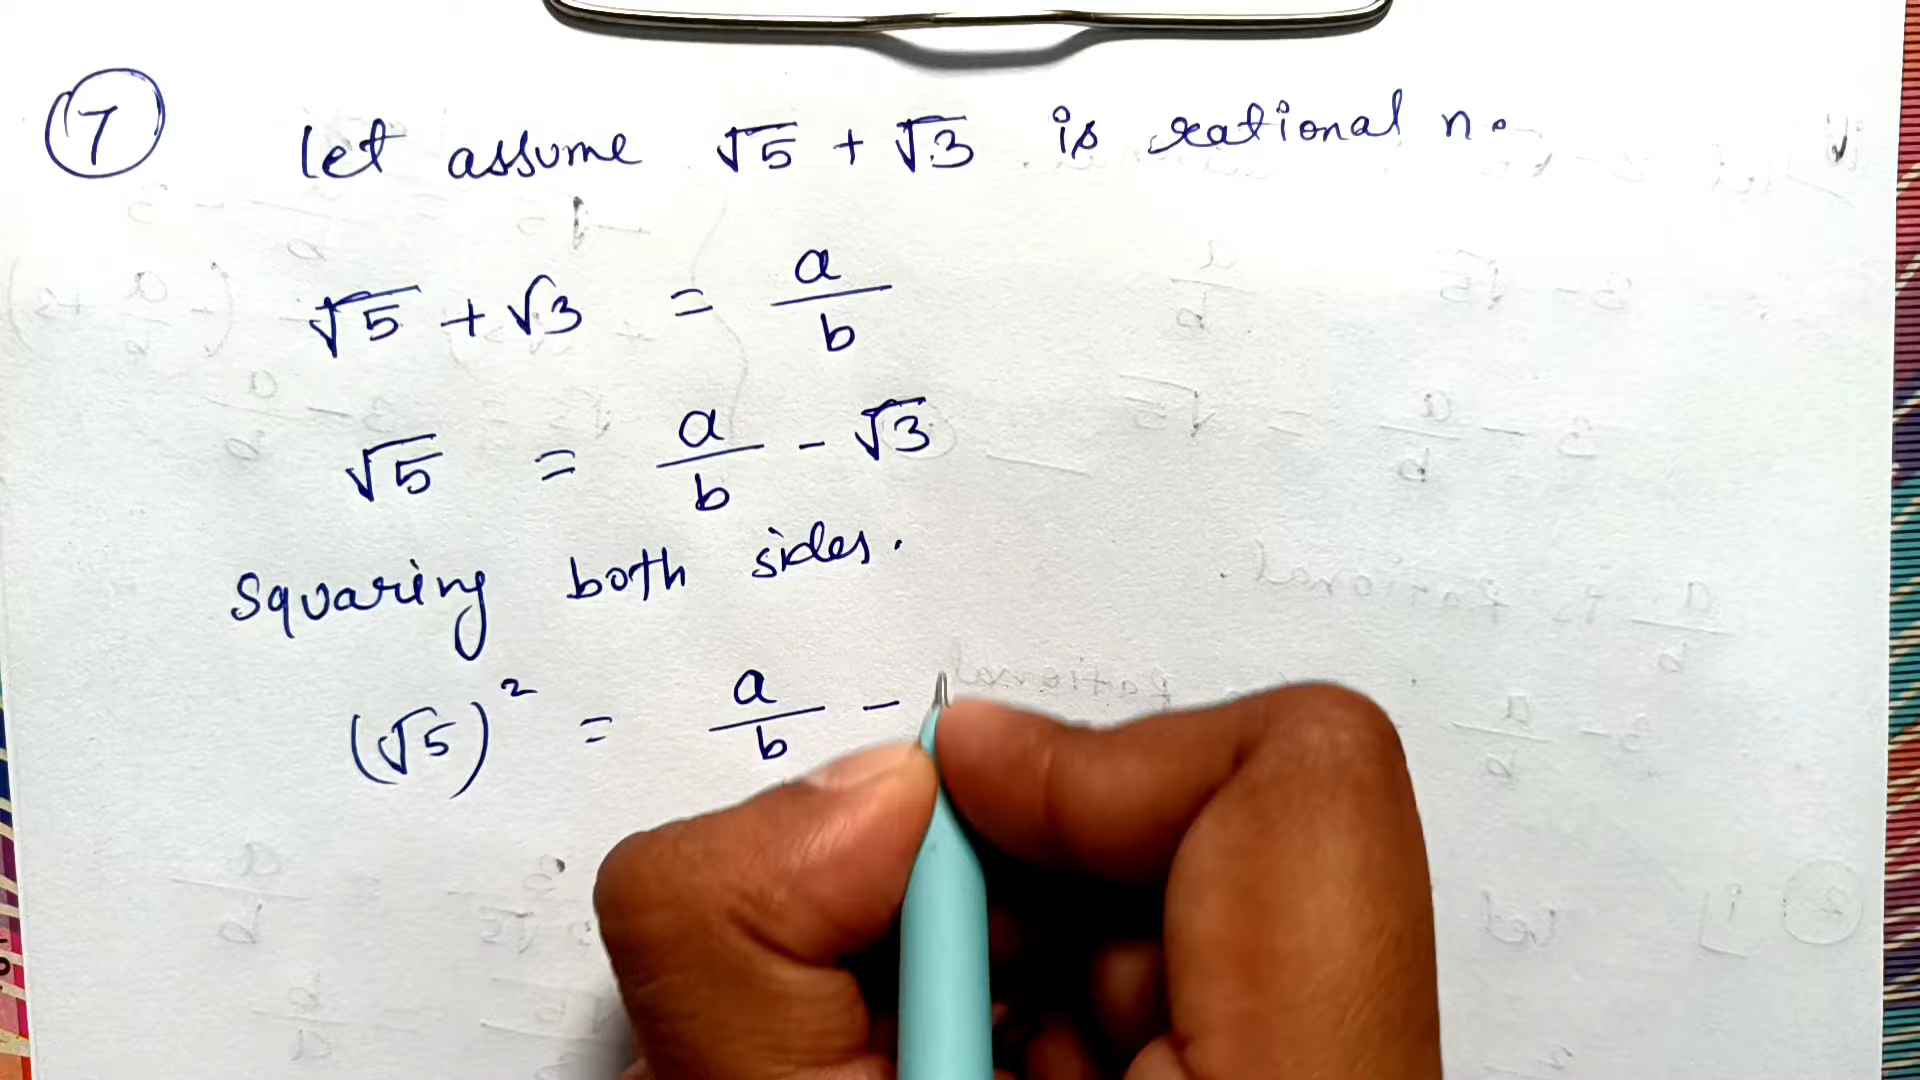 7 let assume √5 + √3 is rational no
√5 + √3 = a/b
√5 = a/b - √3
Squaring both sides.
(√5)² = a/b -